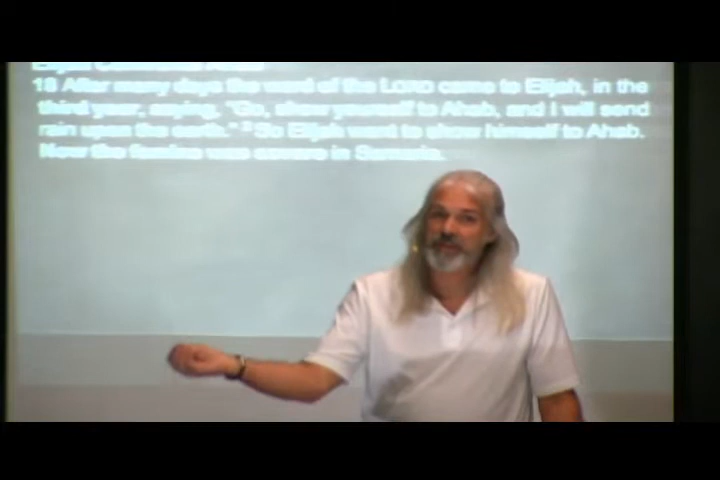 18 After many days the word of the LORD came to Elijah, in the
third year, saying, "Go, show yourself to Ahab, and I will send
rain upon the earth." 2 So Elijah went to show himself to Ahab.
Now the famine was severe in Samaria.